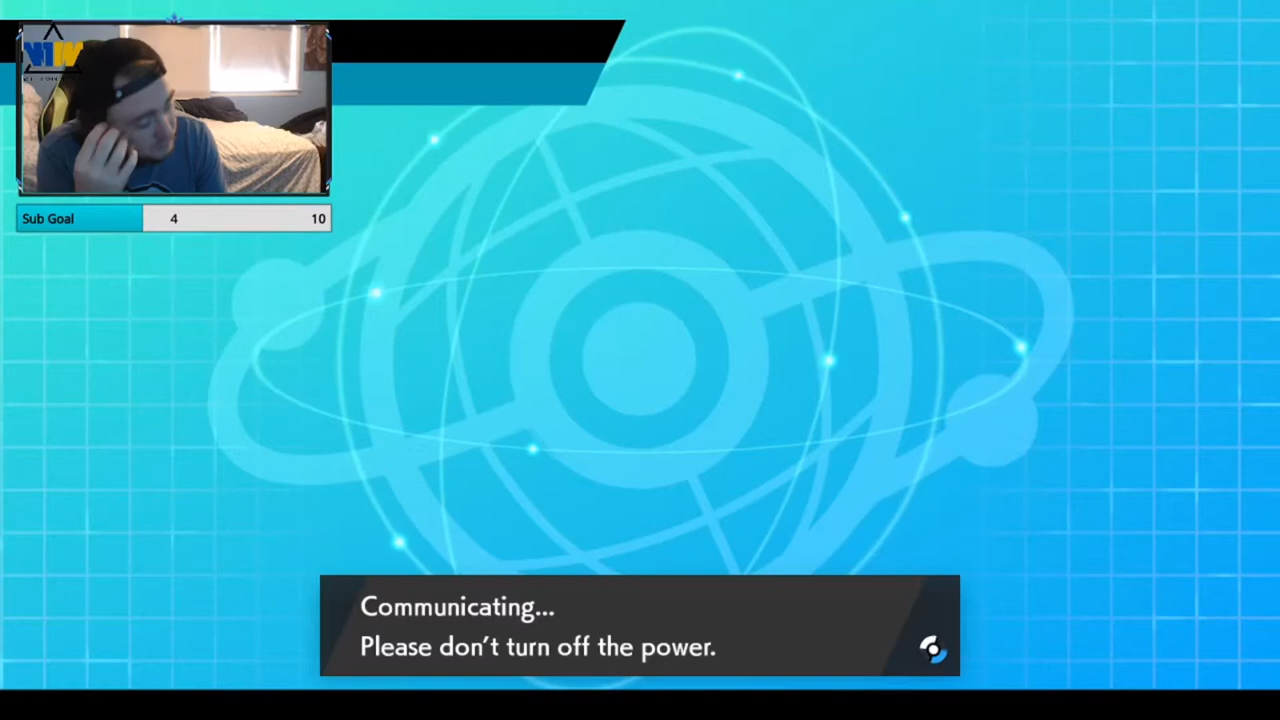 Sub Goal 4 10
Communicating...
Please don't turn off the power.